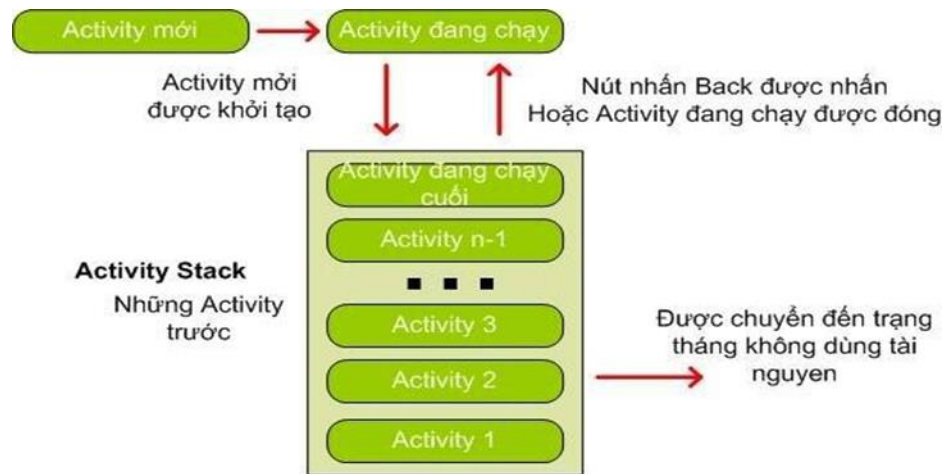 Activity mới
Activity đang chạy
Activity mởi
được khởi tạo
Nút nhấn Back được nhấn
Hoặc Activity đang chạy được đóng
Activity đang chạy
cuối
Activity n-1
Activity Stack
Những Activity
trước
Activity 3
Activity 2
Activity 1
Được chuyển đến trạng
tháng không dùng tài
nguyen